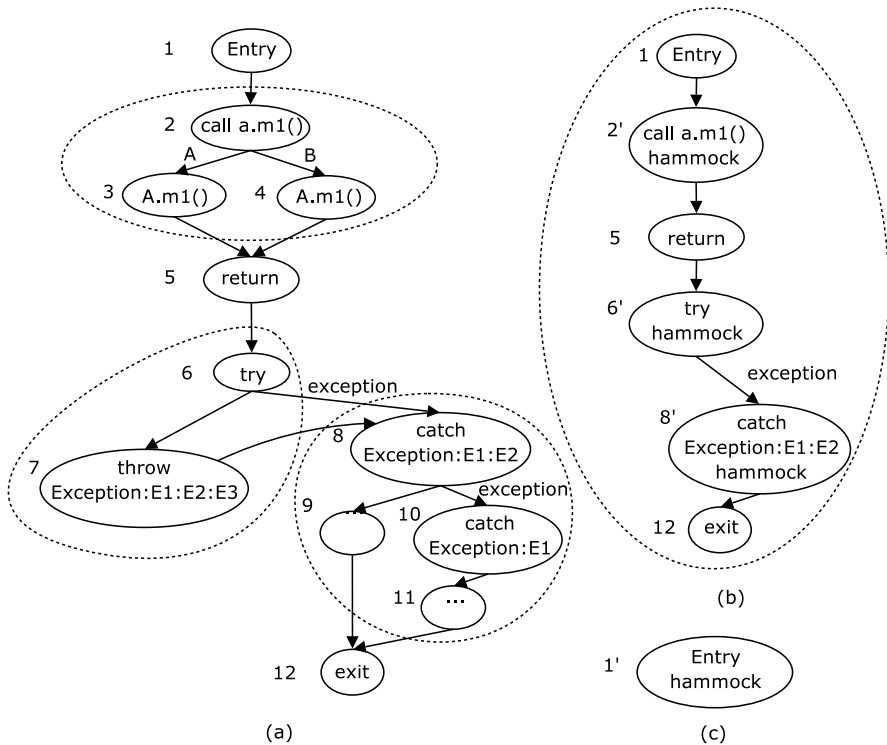 1
Entry
2
call a.m1()
A
B
3
A.m1()
4
A.m1()
5
return
6
try
exception
7
throw
Exception:E1:E2:E3
8
catch
Exception:E1:E2
9
...
exception
10
catch
Exception:E1
11
...
12
exit
(a)
1
Entry
2'
call a.m1()
hammock
5
return
6'
try
hammock
exception
8'
catch
Exception:E1:E2
hammock
12
exit
(b)
1'
Entry
hammock
(c)